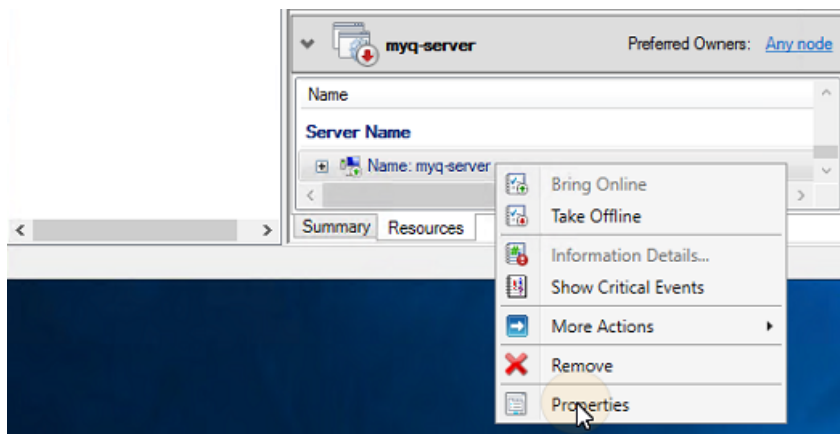 myq-server Preferred Owners: Any node
Name
Server Name
Name: myq-server
Bring Online
Take Offline
Information Details...
Show Critical Events
More Actions
Remove
Properties
Summary Resources